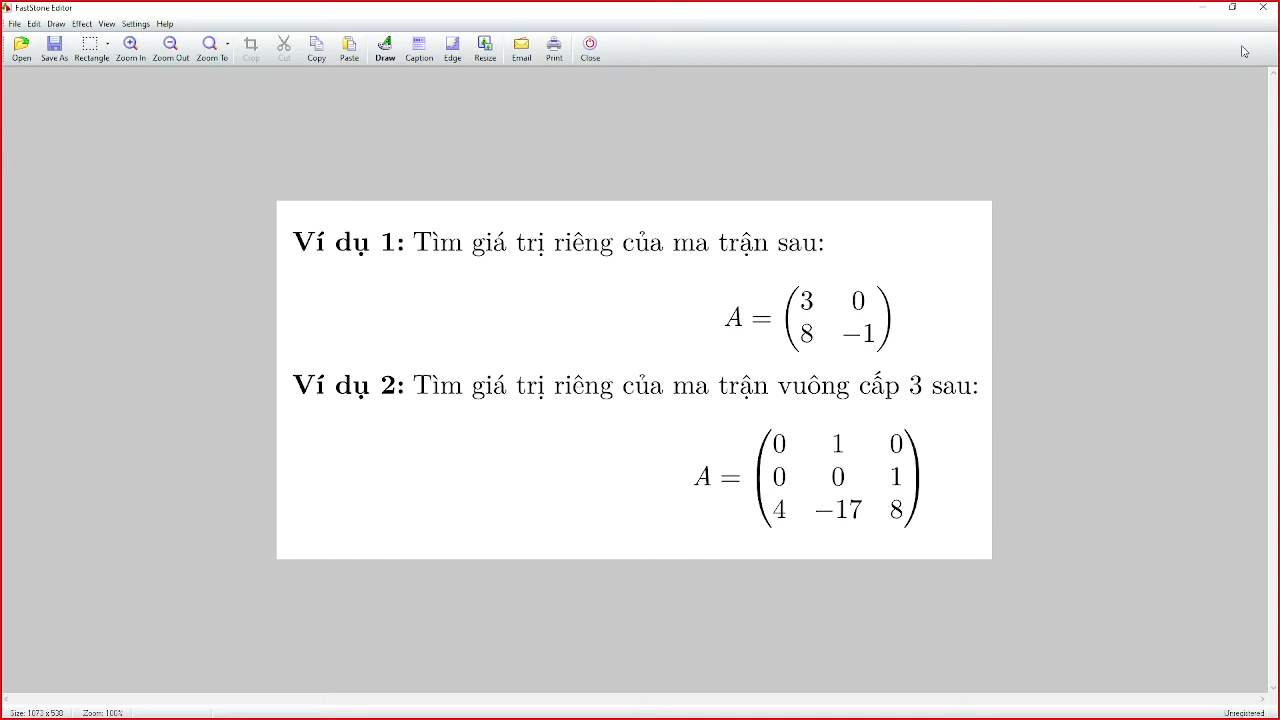 FastStone Editor
File Edit Draw Effect View Settings Help
Open Save As Rectangle Zoom In Zoom Out Zoom To Crop Cut Copy Paste Draw Caption Edge Resize Email Print Close
Ví dụ 1: Tìm giá trị riêng của ma trận sau:
A = (3 0
8 −1)
Ví dụ 2: Tìm giá trị riêng của ma trận vuông cấp 3 sau:
A = (0 1 0
0 0 1
4 −17 8)
Size: 1073 x 538 Zoom: 100% Unregistered